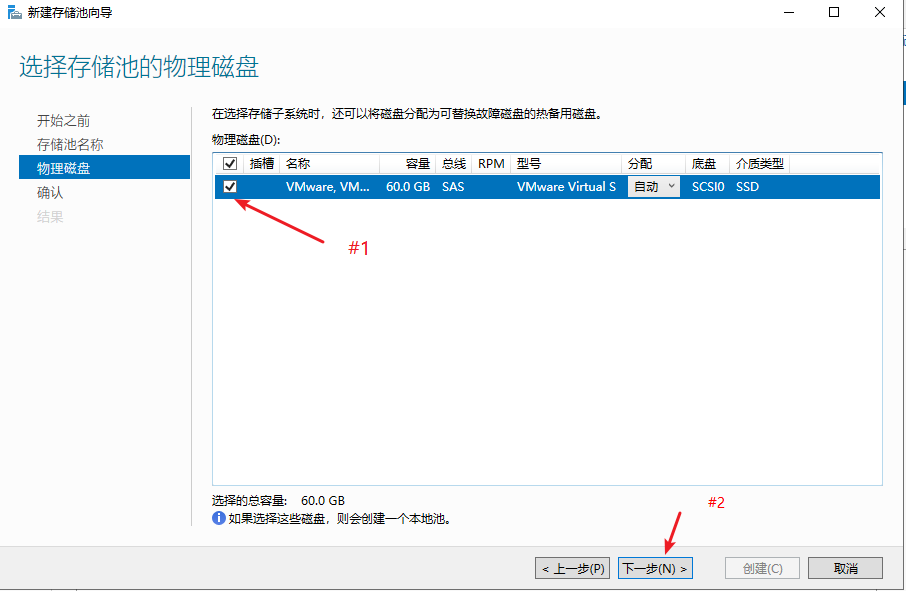 新建存储池向导
选择存储池的物理磁盘
开始之前
存储池名称
物理磁盘
确认
结果
在选择存储子系统时，还可以将磁盘分配为可替换故障磁盘的热备用磁盘。
物理磁盘(D):
插槽 名称 容量 总线 RPM 型号 分配 底盘 介质类型
VMware, VM... 60.0 GB SAS VMware Virtual S 自动 SCSI0 SSD
#1
选择的总容量: 60.0 GB
如果选择这些磁盘，则会创建一个本地池。
#2
< 上一步(P) 下一步(N) > 创建(C) 取消